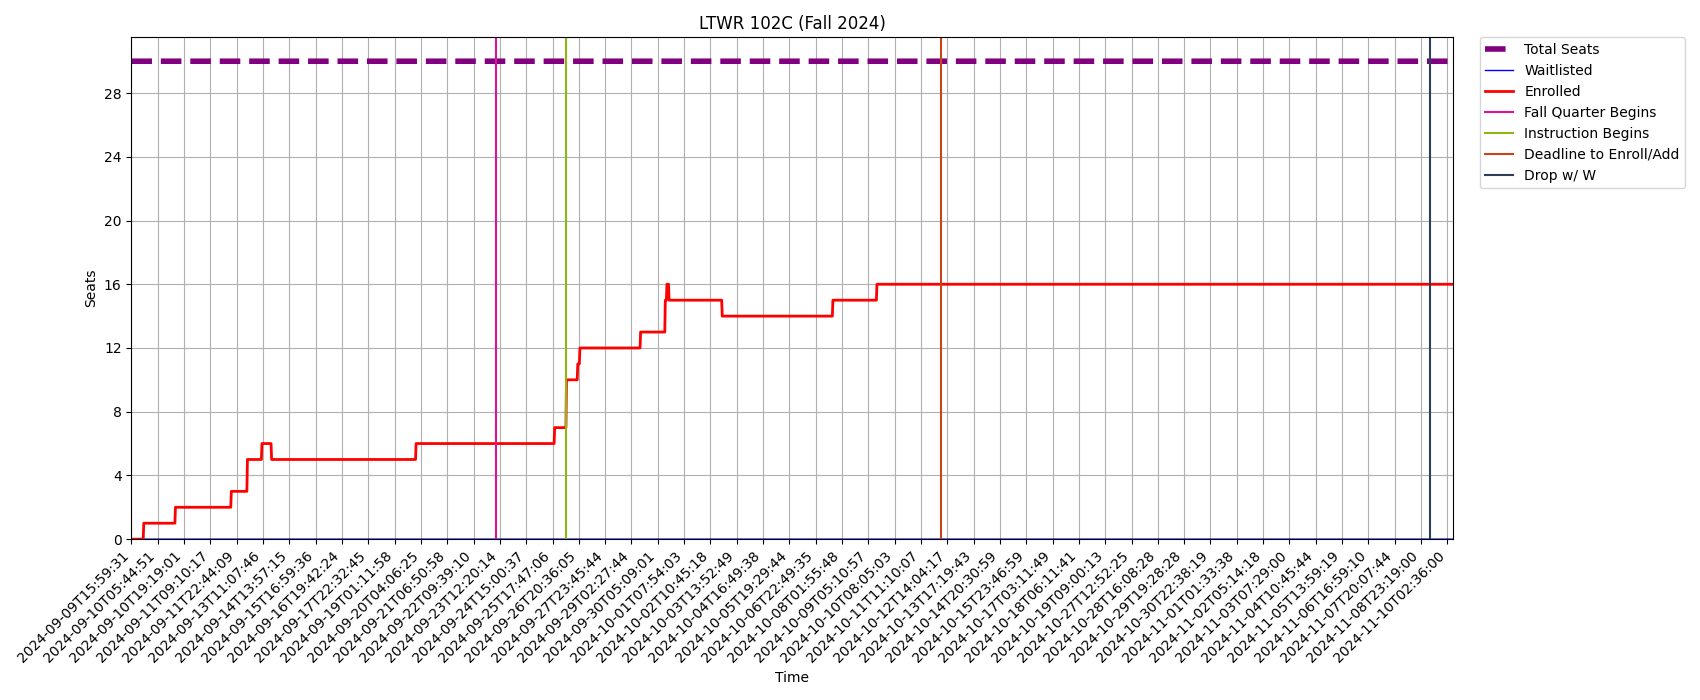 LTWR 102C (Fall 2024)
Total Seats
Waitlisted
Enrolled
Fall Quarter Begins
Instruction Begins
Deadline to Enroll/Add
Drop w/ W
Seats
28
24
20
16
12
8
4
0
2024-09-09T15:59:31
2024-09-10T05:44:51
2024-09-10T19:19:01
2024-09-11T09:10:17
2024-09-11T22:44:09
2024-09-13T11:07:46
2024-09-14T13:57:15
2024-09-15T16:59:36
2024-09-16T19:42:24
2024-09-17T22:32:45
2024-09-19T01:11:58
2024-09-20T04:06:25
2024-09-21T06:50:58
2024-09-22T09:39:10
2024-09-23T12:20:14
2024-09-24T15:00:37
2024-09-25T17:47:06
2024-09-26T20:36:05
2024-09-27T23:45:44
2024-09-29T02:27:44
2024-09-30T05:09:01
2024-10-01T07:54:03
2024-10-02T10:45:18
2024-10-03T13:52:49
2024-10-04T16:49:38
2024-10-05T19:29:44
2024-10-06T22:49:35
2024-10-08T01:55:48
2024-10-09T05:10:57
2024-10-10T08:05:03
2024-10-11T11:10:07
2024-10-12T14:04:17
2024-10-13T17:19:43
2024-10-14T20:30:59
2024-10-15T23:46:59
2024-10-17T03:11:49
2024-10-18T06:11:41
2024-10-19T09:00:13
2024-10-27T12:52:25
2024-10-28T16:08:28
2024-10-29T19:28:28
2024-10-30T22:38:19
2024-11-01T01:33:38
2024-11-02T05:14:18
2024-11-03T07:29:00
2024-11-04T10:45:44
2024-11-05T13:59:19
2024-11-06T16:59:10
2024-11-07T20:07:44
2024-11-08T23:19:00
2024-11-10T02:36:00
Time